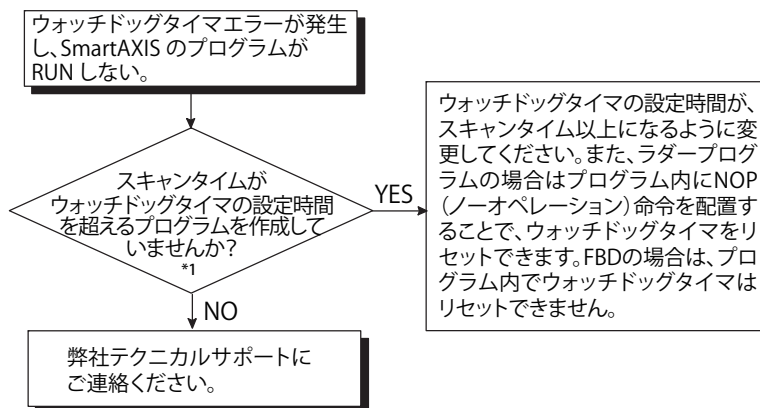 ウォッチドッグタイマエラーが発生
し、SmartAXIS のプログラムが
RUN しない。
スキャンタイムが
ウォッチドッグタイマの設定時間
を超えるプログラムを作成して
いませんか?
*1
YES
ウォッチドッグタイマの設定時間が、
スキャンタイム以上になるように変
更してください。また、ラダープログ
ラムの場合はプログラム内にNOP
(ノーオペレーション)命令を配置す
ることで、ウォッチドッグタイマをリ
セットできます。FBDの場合は、プロ
グラム内でウォッチドッグタイマは
リセットできません。
NO
弊社テクニカルサポートに
ご連絡ください。